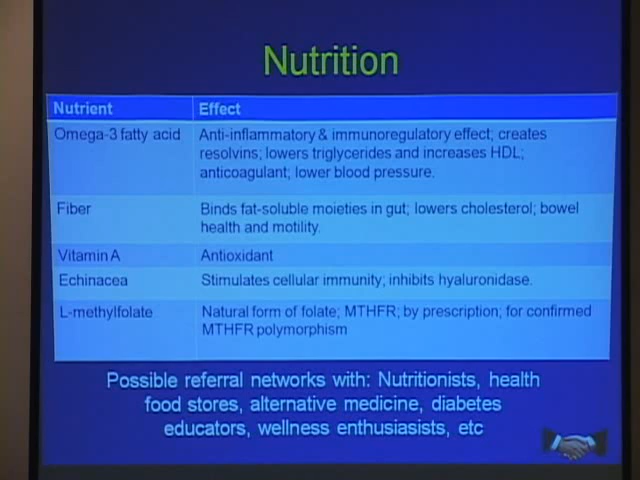 Nutrition
Nutrient Effect
Omega-3 fatty acid Anti-inflammatory & immunoregulatory effect; creates
resolvins; lowers triglycerides and increases HDL;
anticoagulant; lower blood pressure.
Fiber Binds fat-soluble moieties in gut; lowers cholesterol; bowel
health and motility.
Vitamin A Antioxidant
Echinacea Stimulates cellular immunity; inhibits hyaluronidase.
L-methylfolate Natural form of folate; MTHFR; by prescription; for confirmed
MTHFR polymorphism
Possible referral networks with: Nutritionists, health
food stores, alternative medicine, diabetes
educators, wellness enthusiasts, etc